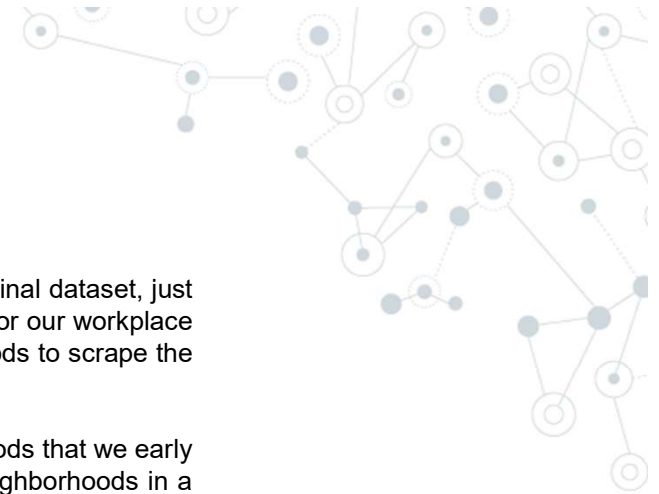 inal dataset, just
or our workplace
ods to scrape the
ods that we early
ghborhoods in a